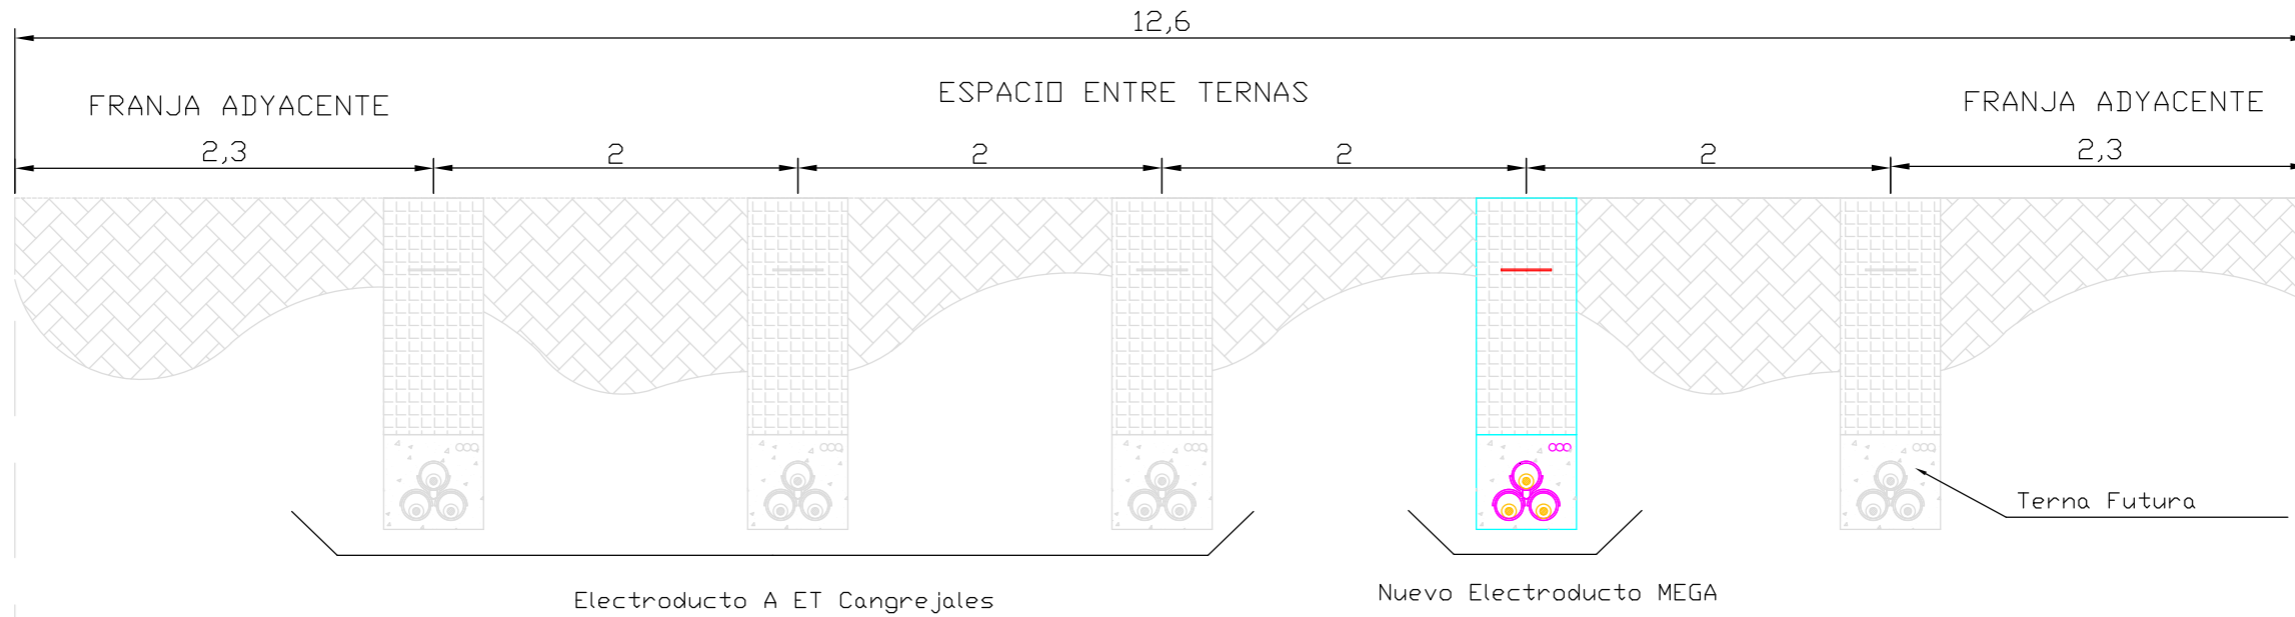 12,6
ESPACIO ENTRE TERNAS
FRANJA ADYACENTE
FRANJA ADYACENTE
2,3
2
2
2
2
2,3
Terna Futura
Electroducto A ET Cangrejales
Nuevo Electroducto MEGA